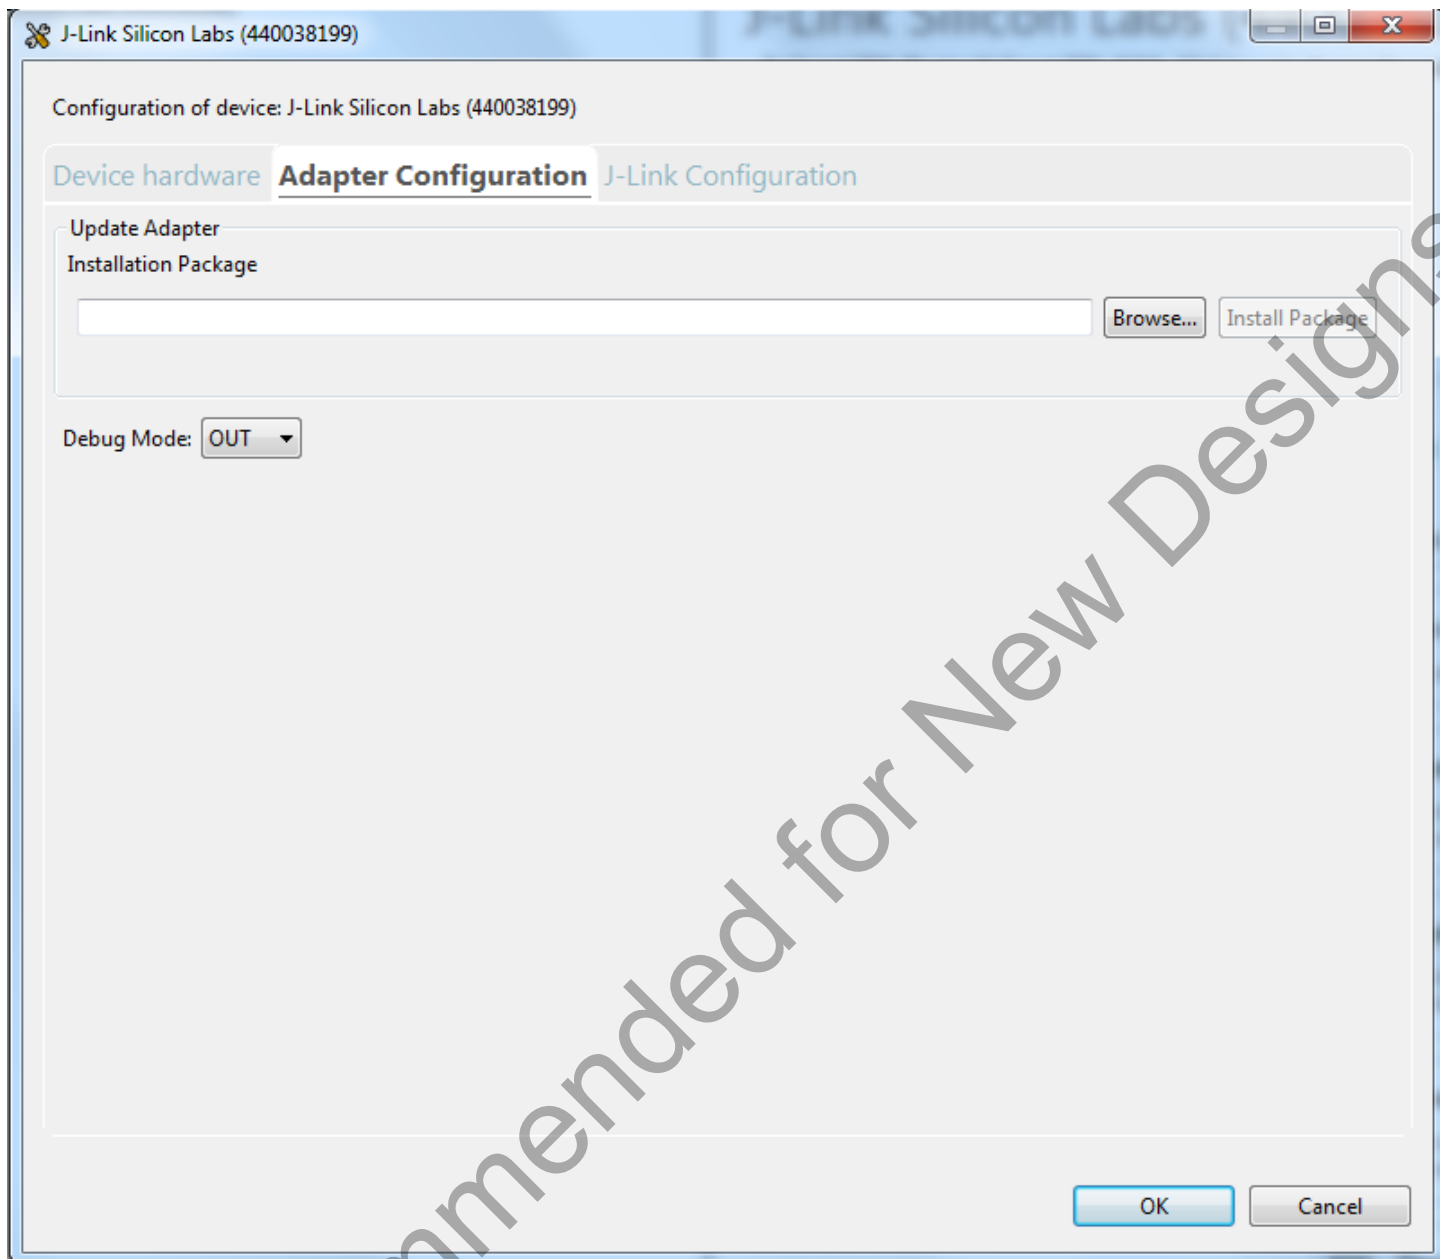 J-Link Silicon Labs (440038199)
Configuration of device: J-Link Silicon Labs (440038199)
Device hardware Adapter Configuration J-Link Configuration
Update Adapter
Installation Package
Browse... Install Package
Debug Mode: OUT
mmended for New Designs
OK Cancel